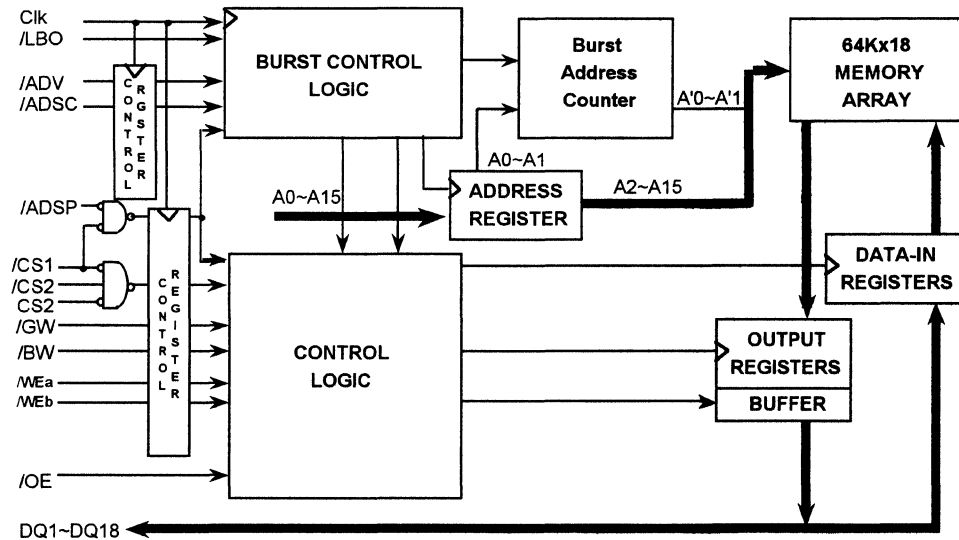 Clk
/LBO
/ADV
/ADSC
CONTROL
RGSTER
BURST CONTROL
LOGIC
Burst
Address
Counter
A'0~A'1
64Kx18
MEMORY
ARRAY
A0~A1
A0~A15
ADDRESS
REGISTER
A2~A15
/ADSP
/CS1
/CS2
CS2
/GW
/BW
/WEa
/WEb
/OE
CONTROL
REGISTER
CONTROL
LOGIC
DATA-IN
REGISTERS
OUTPUT
REGISTERS
BUFFER
DQ1~DQ18